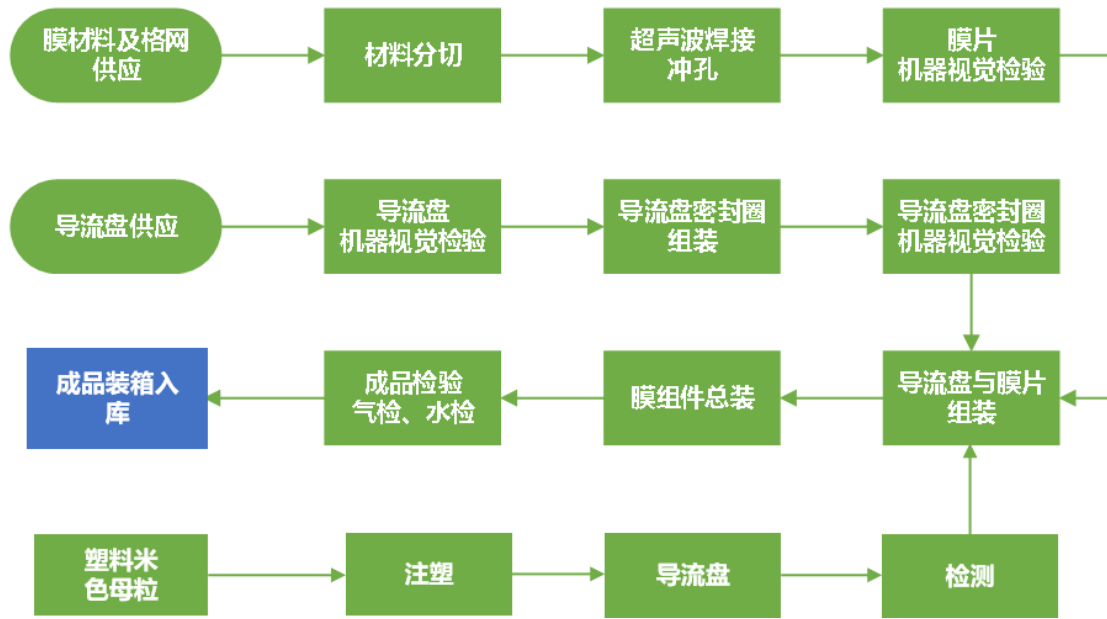 膜材料及格网
供应
材料分切
超声波焊接
冲孔
膜片
机器视觉检验
导流盘供应
导流盘
机器视觉检验
导流盘密封圈
组装
导流盘密封圈
机器视觉检验
成品装箱入
库
成品检验
气检、水检
膜组件总装
导流盘与膜片
组装
塑料米
色母粒
注塑
导流盘
检测